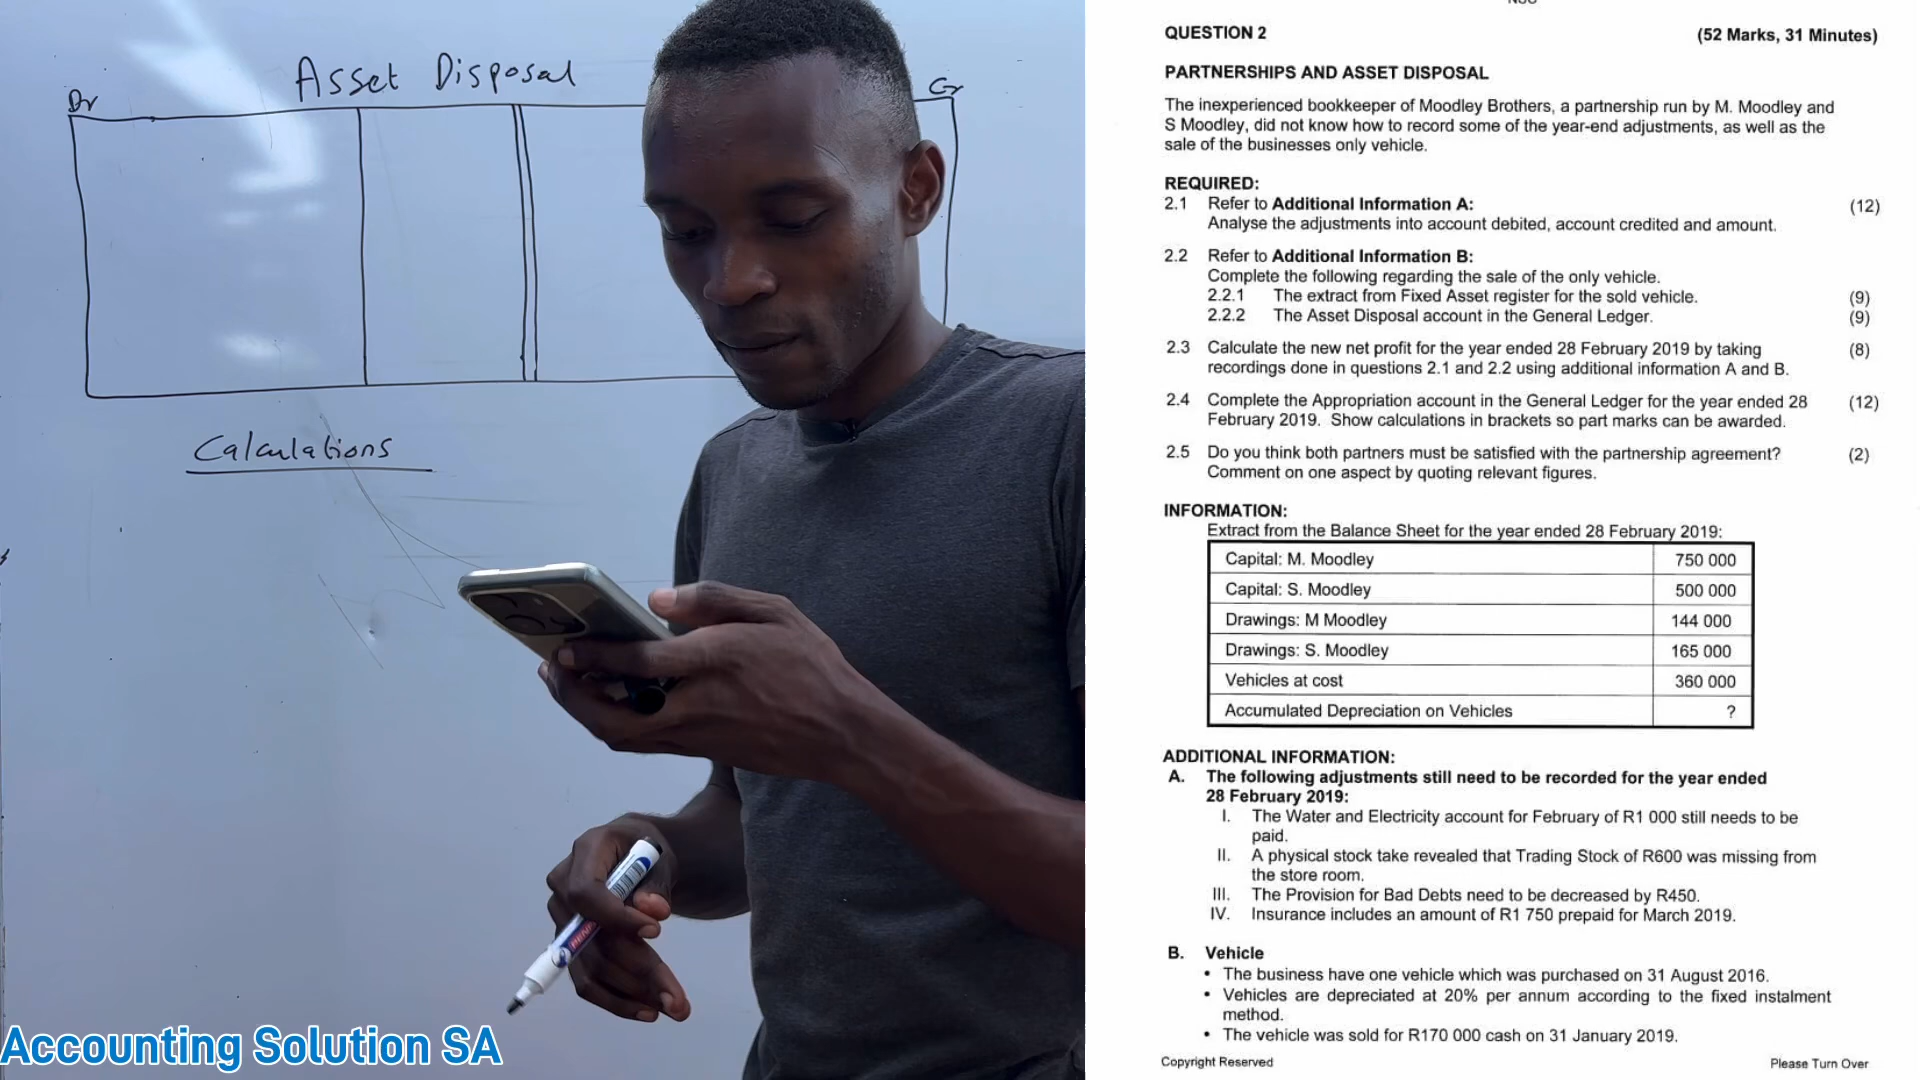 Asset Disposal
Dr
Cr
Calculations
Accounting Solution SA
QUESTION 2 (52 Marks, 31 Minutes)
PARTNERSHIPS AND ASSET DISPOSAL
The inexperienced bookkeeper of Moodley Brothers, a partnership run by M. Moodley and
S Moodley, did not know how to record some of the year-end adjustments, as well as the
sale of the businesses only vehicle.
REQUIRED:
2.1 Refer to Additional Information A: (12)
Analyse the adjustments into account debited, account credited and amount.
2.2 Refer to Additional Information B:
Complete the following regarding the sale of the only vehicle.
2.2.1 The extract from Fixed Asset register for the sold vehicle. (9)
2.2.2 The Asset Disposal account in the General Ledger. (9)
2.3 Calculate the new net profit for the year ended 28 February 2019 by taking (8)
recordings done in questions 2.1 and 2.2 using additional information A and B.
2.4 Complete the Appropriation account in the General Ledger for the year ended 28 (12)
February 2019. Show calculations in brackets so part marks can be awarded.
2.5 Do you think both partners must be satisfied with the partnership agreement? (2)
Comment on one aspect by quoting relevant figures.
INFORMATION:
Extract from the Balance Sheet for the year ended 28 February 2019:
Capital: M. Moodley 750 000
Capital: S. Moodley 500 000
Drawings: M Moodley 144 000
Drawings: S. Moodley 165 000
Vehicles at cost 360 000
Accumulated Depreciation on Vehicles ?
ADDITIONAL INFORMATION:
A. The following adjustments still need to be recorded for the year ended
28 February 2019:
I. The Water and Electricity account for February of R1 000 still needs to be
paid.
II. A physical stock take revealed that Trading Stock of R600 was missing from
the store room.
III. The Provision for Bad Debts need to be decreased by R450.
IV. Insurance includes an amount of R1 750 prepaid for March 2019.
B. Vehicle
• The business have one vehicle which was purchased on 31 August 2016.
• Vehicles are depreciated at 20% per annum according to the fixed instalment
method.
• The vehicle was sold for R170 000 cash on 31 January 2019.
Copyright Reserved Please Turn Over